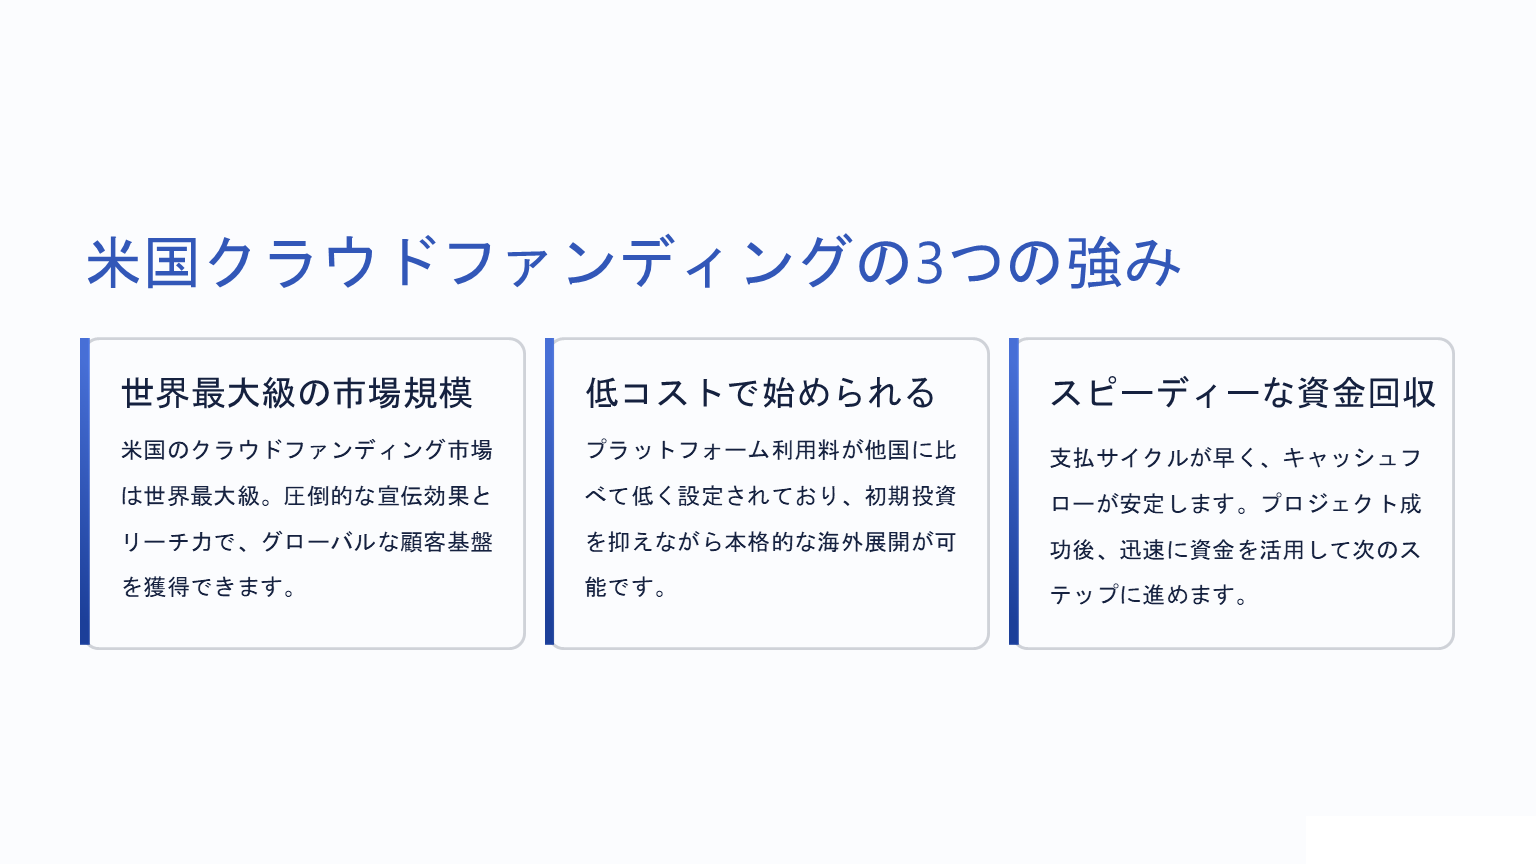 米国クラウドファンディングの3つの強み
世界最大級の市場規模
米国のクラウドファンディング市場
は世界最大級。圧倒的な宣伝効果と
リーチ力で、グローバルな顧客基盤
を獲得できます。
低コストで始められる
プラットフォーム利用料が他国に比
べて低く設定されており、初期投資
を抑えながら本格的な海外展開が可
能です。
スピーディーな資金回収
支払サイクルが早く、キャッシュフ
ローが安定します。プロジェクト成
功後、迅速に資金を活用して次のス
テップに進めます。